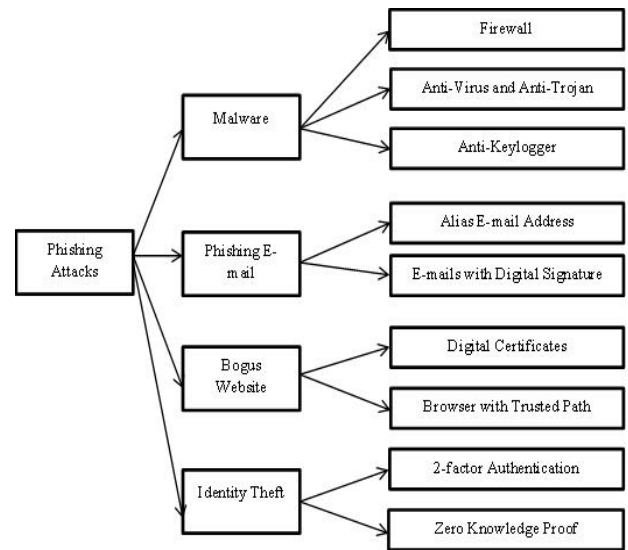 Firewall
Anti-Virus and Anti-Trojan
Malware
Anti-Keylogger
Alias E-mail Address
Phishing
Attacks
Phishing E-
mail
E-mails with Digital Signature
Digital Certificates
Bogus
Website
Browser with Trusted Path
2-factor Authentication
Identity Theft
Zero Knowledge Proof